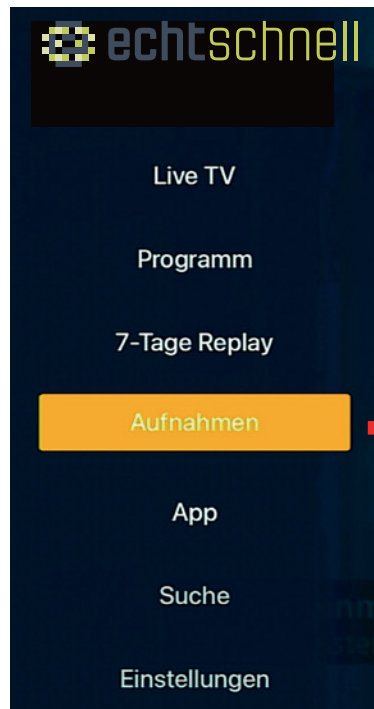 echtschnell
Live TV
Programm
7-Tage Replay
Aufnahmen
App
Suche
Einstellungen